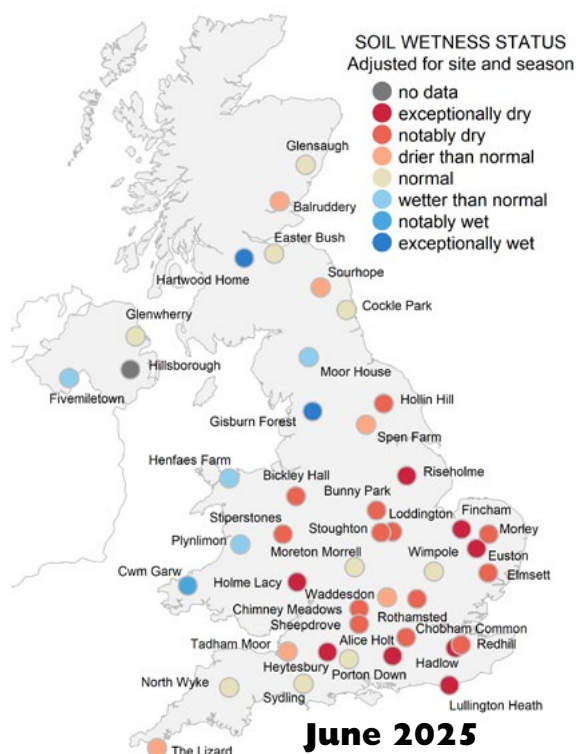 SOIL WETNESS STATUS
Adjusted for site and season
no data
exceptionally dry
notably dry
drier than normal
normal
wetter than normal
notably wet
exceptionally wet
Glensaugh
Balruddery
Easter Bush
Hartwood Home
Sourhope
Cockle Park
Glenwherry
Hillsborough
Fivemiletown
Moor House
Hollin Hill
Gisburn Forest
Spen Farm
Henfaes Farm
Bickley Hall
Riseholme
Bunny Park
Fincham
Stiperstones
Loddington
Stoughton
Morley
Plynlimon
Moreton Morrell
Wimpole
Euston
Cwm Garw
Holme Lacy
Elmsett
Waddesdon
Chimney Meadows
Rothamsted
Sheepdrove
Chobham Common
Tadham Moor
Alice Holt
Redhill
Heytesbury
Hadlow
Porton Down
North Wyke
Sydling
Lullington Heath
June 2025
The Lizard